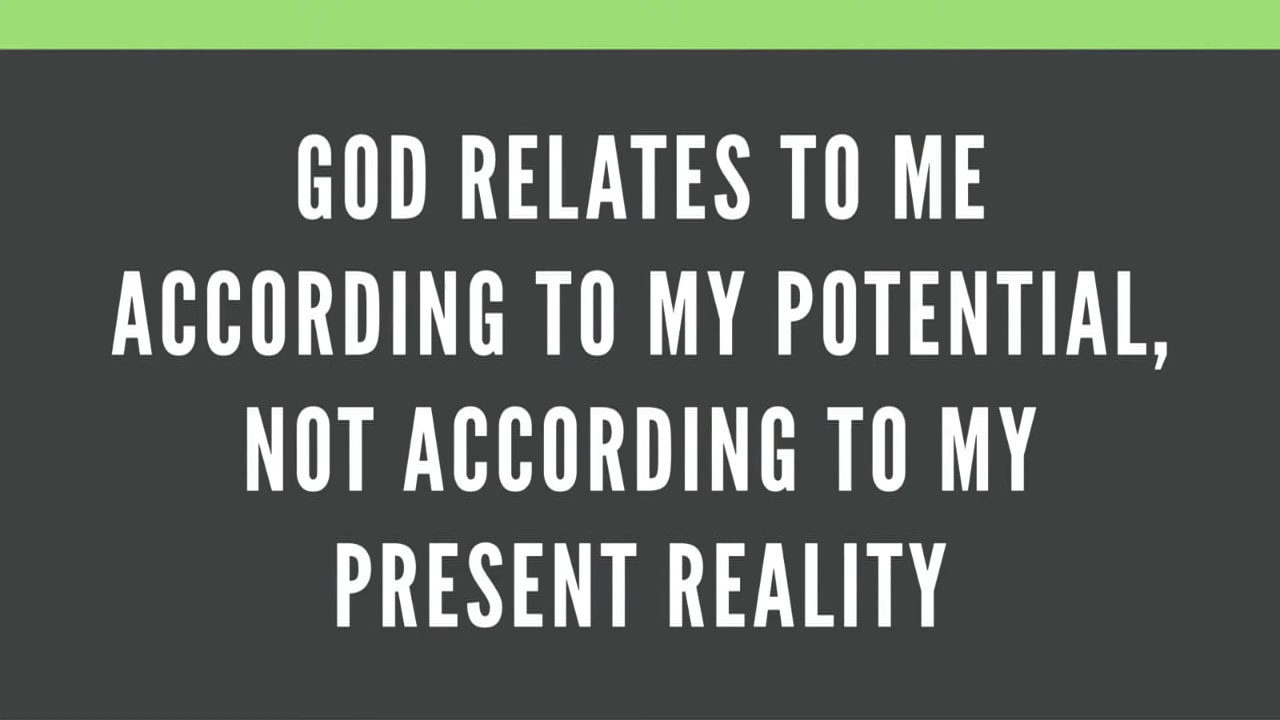 GOD RELATES TO ME
ACCORDING TO MY POTENTIAL,
NOT ACCORDING TO MY
PRESENT REALITY